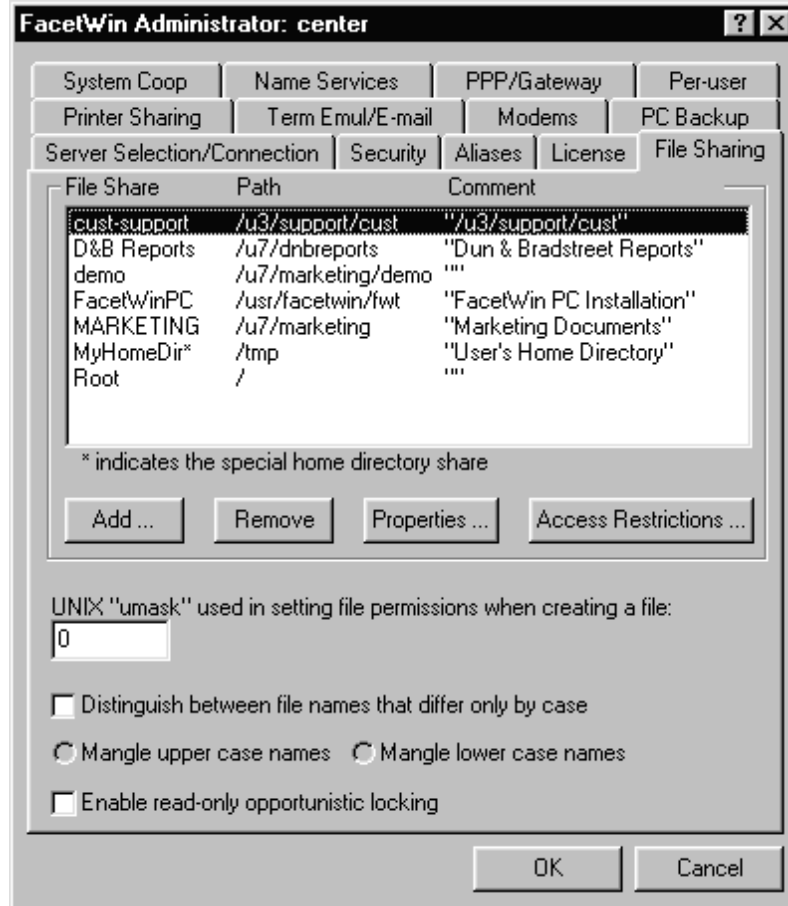 FacetWin Administrator: center
System Coop Name Services PPP/Gateway Per-user
Printer Sharing Term Emul/E-mail Modems PC Backup
Server Selection/Connection Security Aliases License File Sharing
File Share Path Comment
cust-support /u3/support/cust "/u3/support/cust"
D&B Reports /u7/dnbreports "Dun & Bradstreet Reports"
demo /u7/marketing/demo ""
FacetWinPC /usr/facetwin/fwt "FacetWin PC Installation"
MARKETING /u7/marketing "Marketing Documents"
MyHomeDir* /tmp "User's Home Directory"
Root / ""
* indicates the special home directory share
Add ... Remove Properties ... Access Restrictions ...
UNIX "umask" used in setting file permissions when creating a file:
0
Distinguish between file names that differ only by case
Mangle upper case names Mangle lower case names
Enable read-only opportunistic locking
OK Cancel